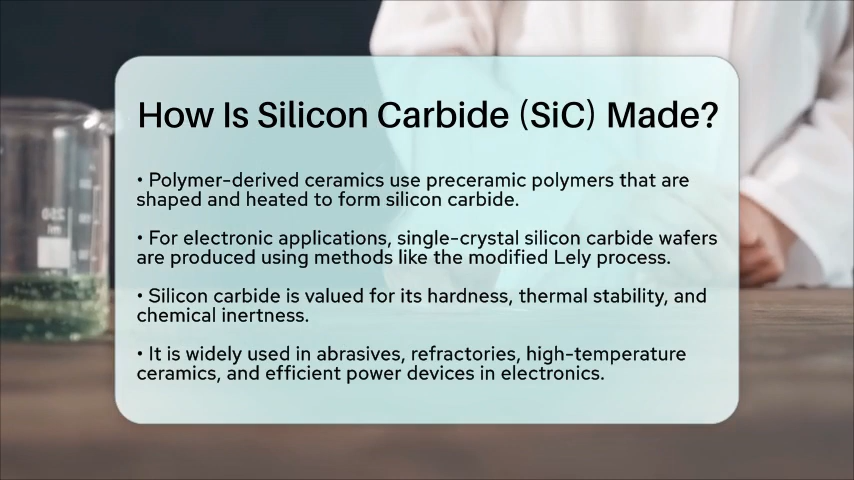 How Is Silicon Carbide (SiC) Made?
• Polymer-derived ceramics use preceramic polymers that are
shaped and heated to form silicon carbide.
• For electronic applications, single-crystal silicon carbide wafers
are produced using methods like the modified Lely process.
• Silicon carbide is valued for its hardness, thermal stability, and
chemical inertness.
• It is widely used in abrasives, refractories, high-temperature
ceramics, and efficient power devices in electronics.
250
ml